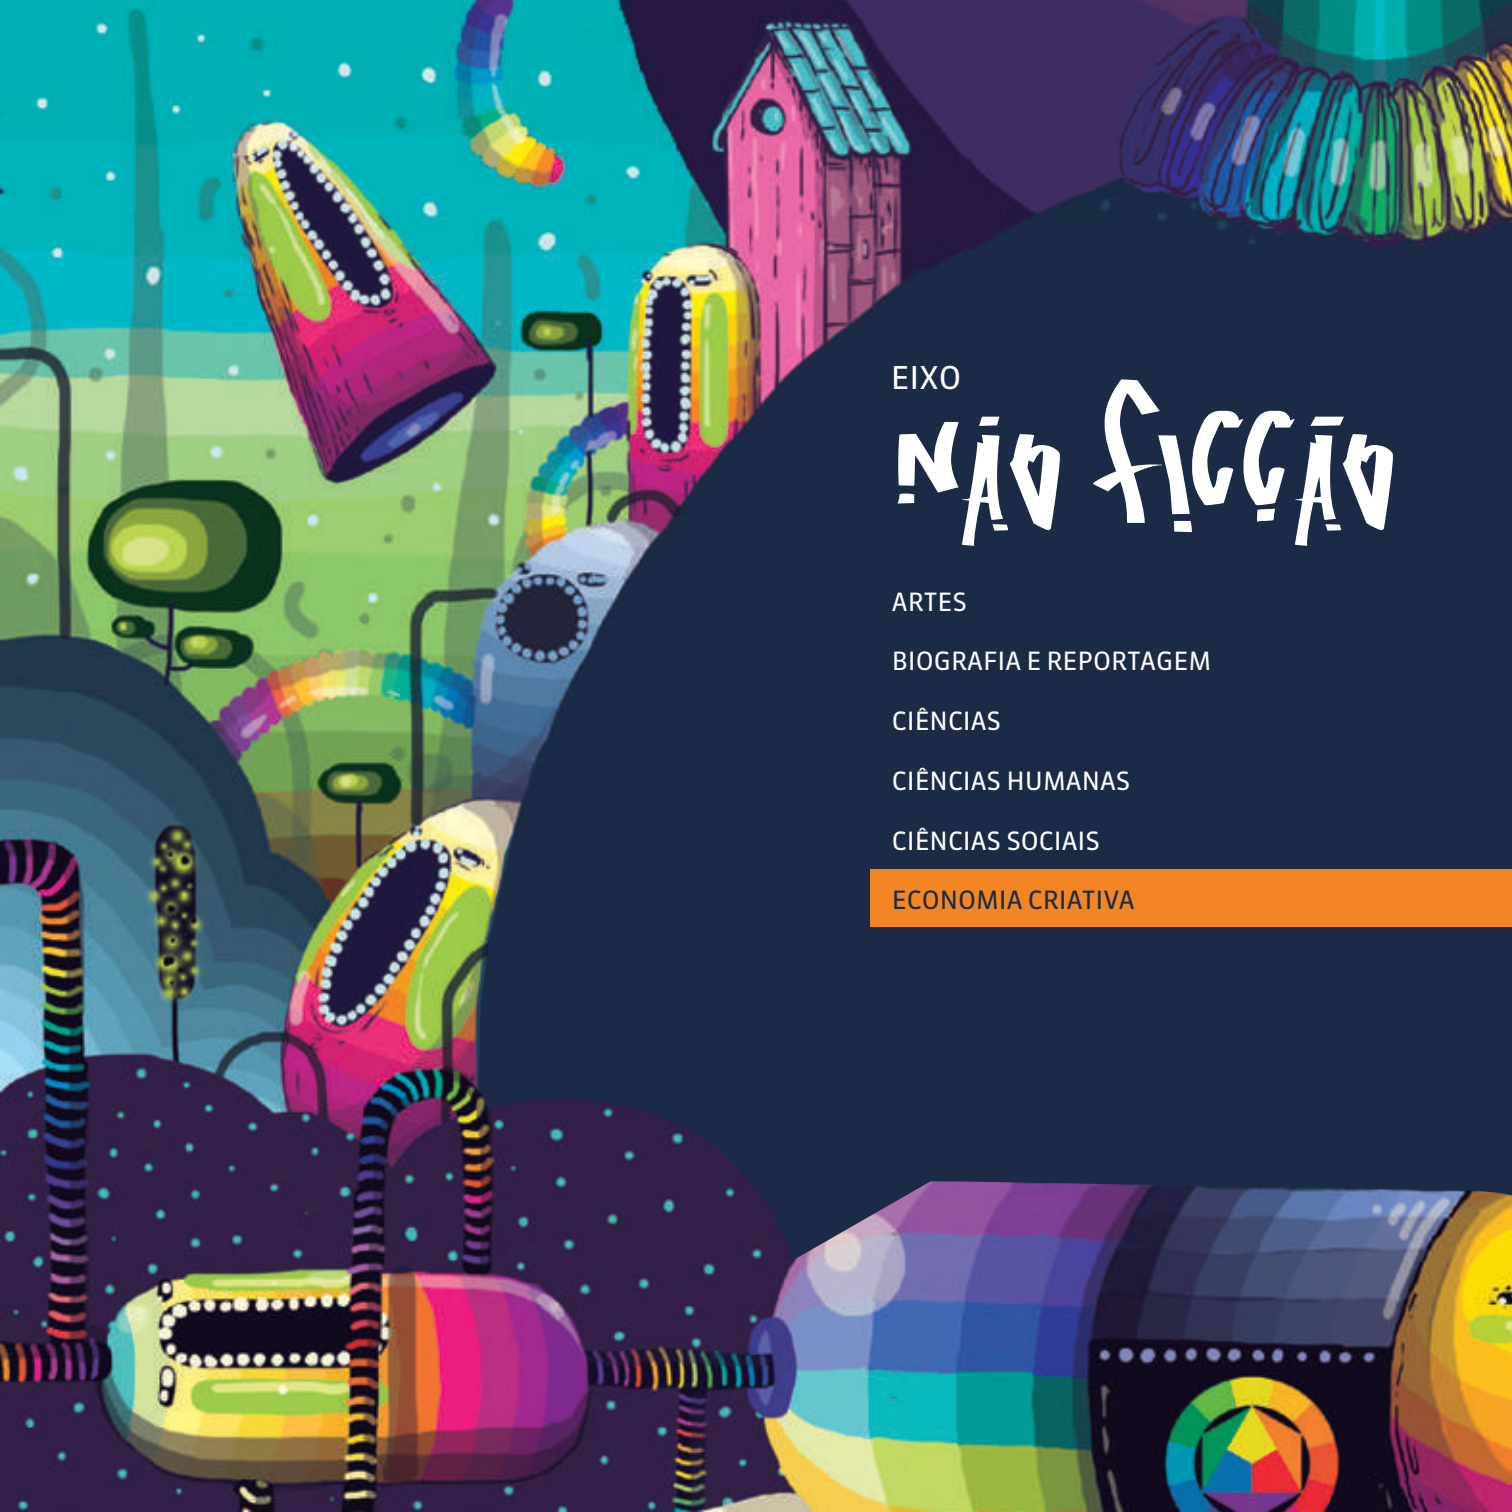 EIXO
NÃO FICÇÃO
ARTES
BIOGRAFIA E REPORTAGEM
CIÊNCIAS
CIÊNCIAS HUMANAS
CIÊNCIAS SOCIAIS
ECONOMIA CRIATIVA